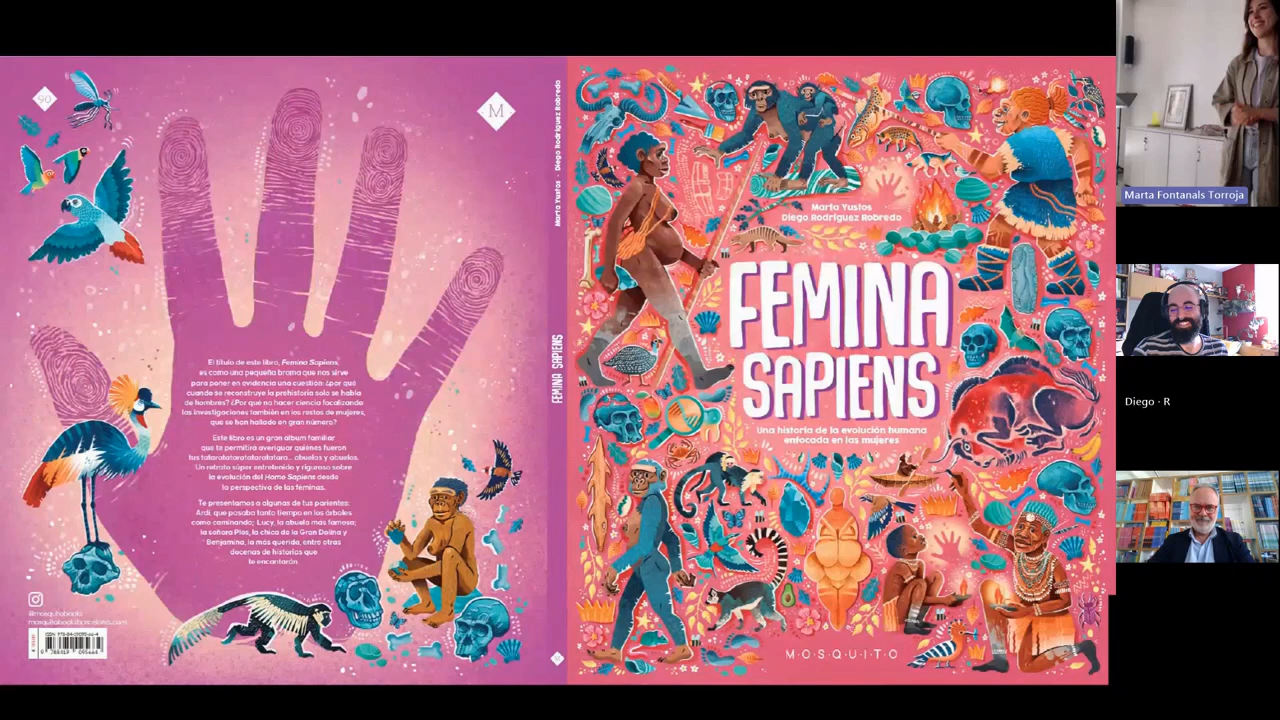 90
M
El título de este libro, Femina Sapiens,
es como una pequeña broma que nos sirve
para poner en evidencia una cuestión: ¿por qué
cuando se reconstruye la prehistoria solo se habla
de hombres? ¿Por qué no hacer ciencia focalizando
las investigaciones también en los restos de mujeres,
que se han hallado en gran número?
Este libro es un gran álbum familiar
que te permitirá averiguar quiénes fueron
tus tataratataratataratatara... abuelas y abuelos.
Un retrato súper entretenido y riguroso sobre
la evolución del Homo Sapiens desde
la perspectiva de las féminas.
Te presentamos a algunas de tus parientes:
Ardi, que pasaba tanto tiempo en los árboles
como caminando; Lucy, la abuela más famosa;
la señora Ples, la chica de la Gran Dolina y
Benjamina, la más querida, entre otras
decenas de historias que
te encantarán.
Marta Yustos · Diego Rodríguez Robredo
FEMINA SAPIENS
Marta Yustos
Diego Rodríguez Robredo
FEMINA
SAPIENS
Una historia de la evolución humana
enfocada en las mujeres
M·O·S·Q·U·I·T·O
Marta Fontanals Torroja
Diego · R